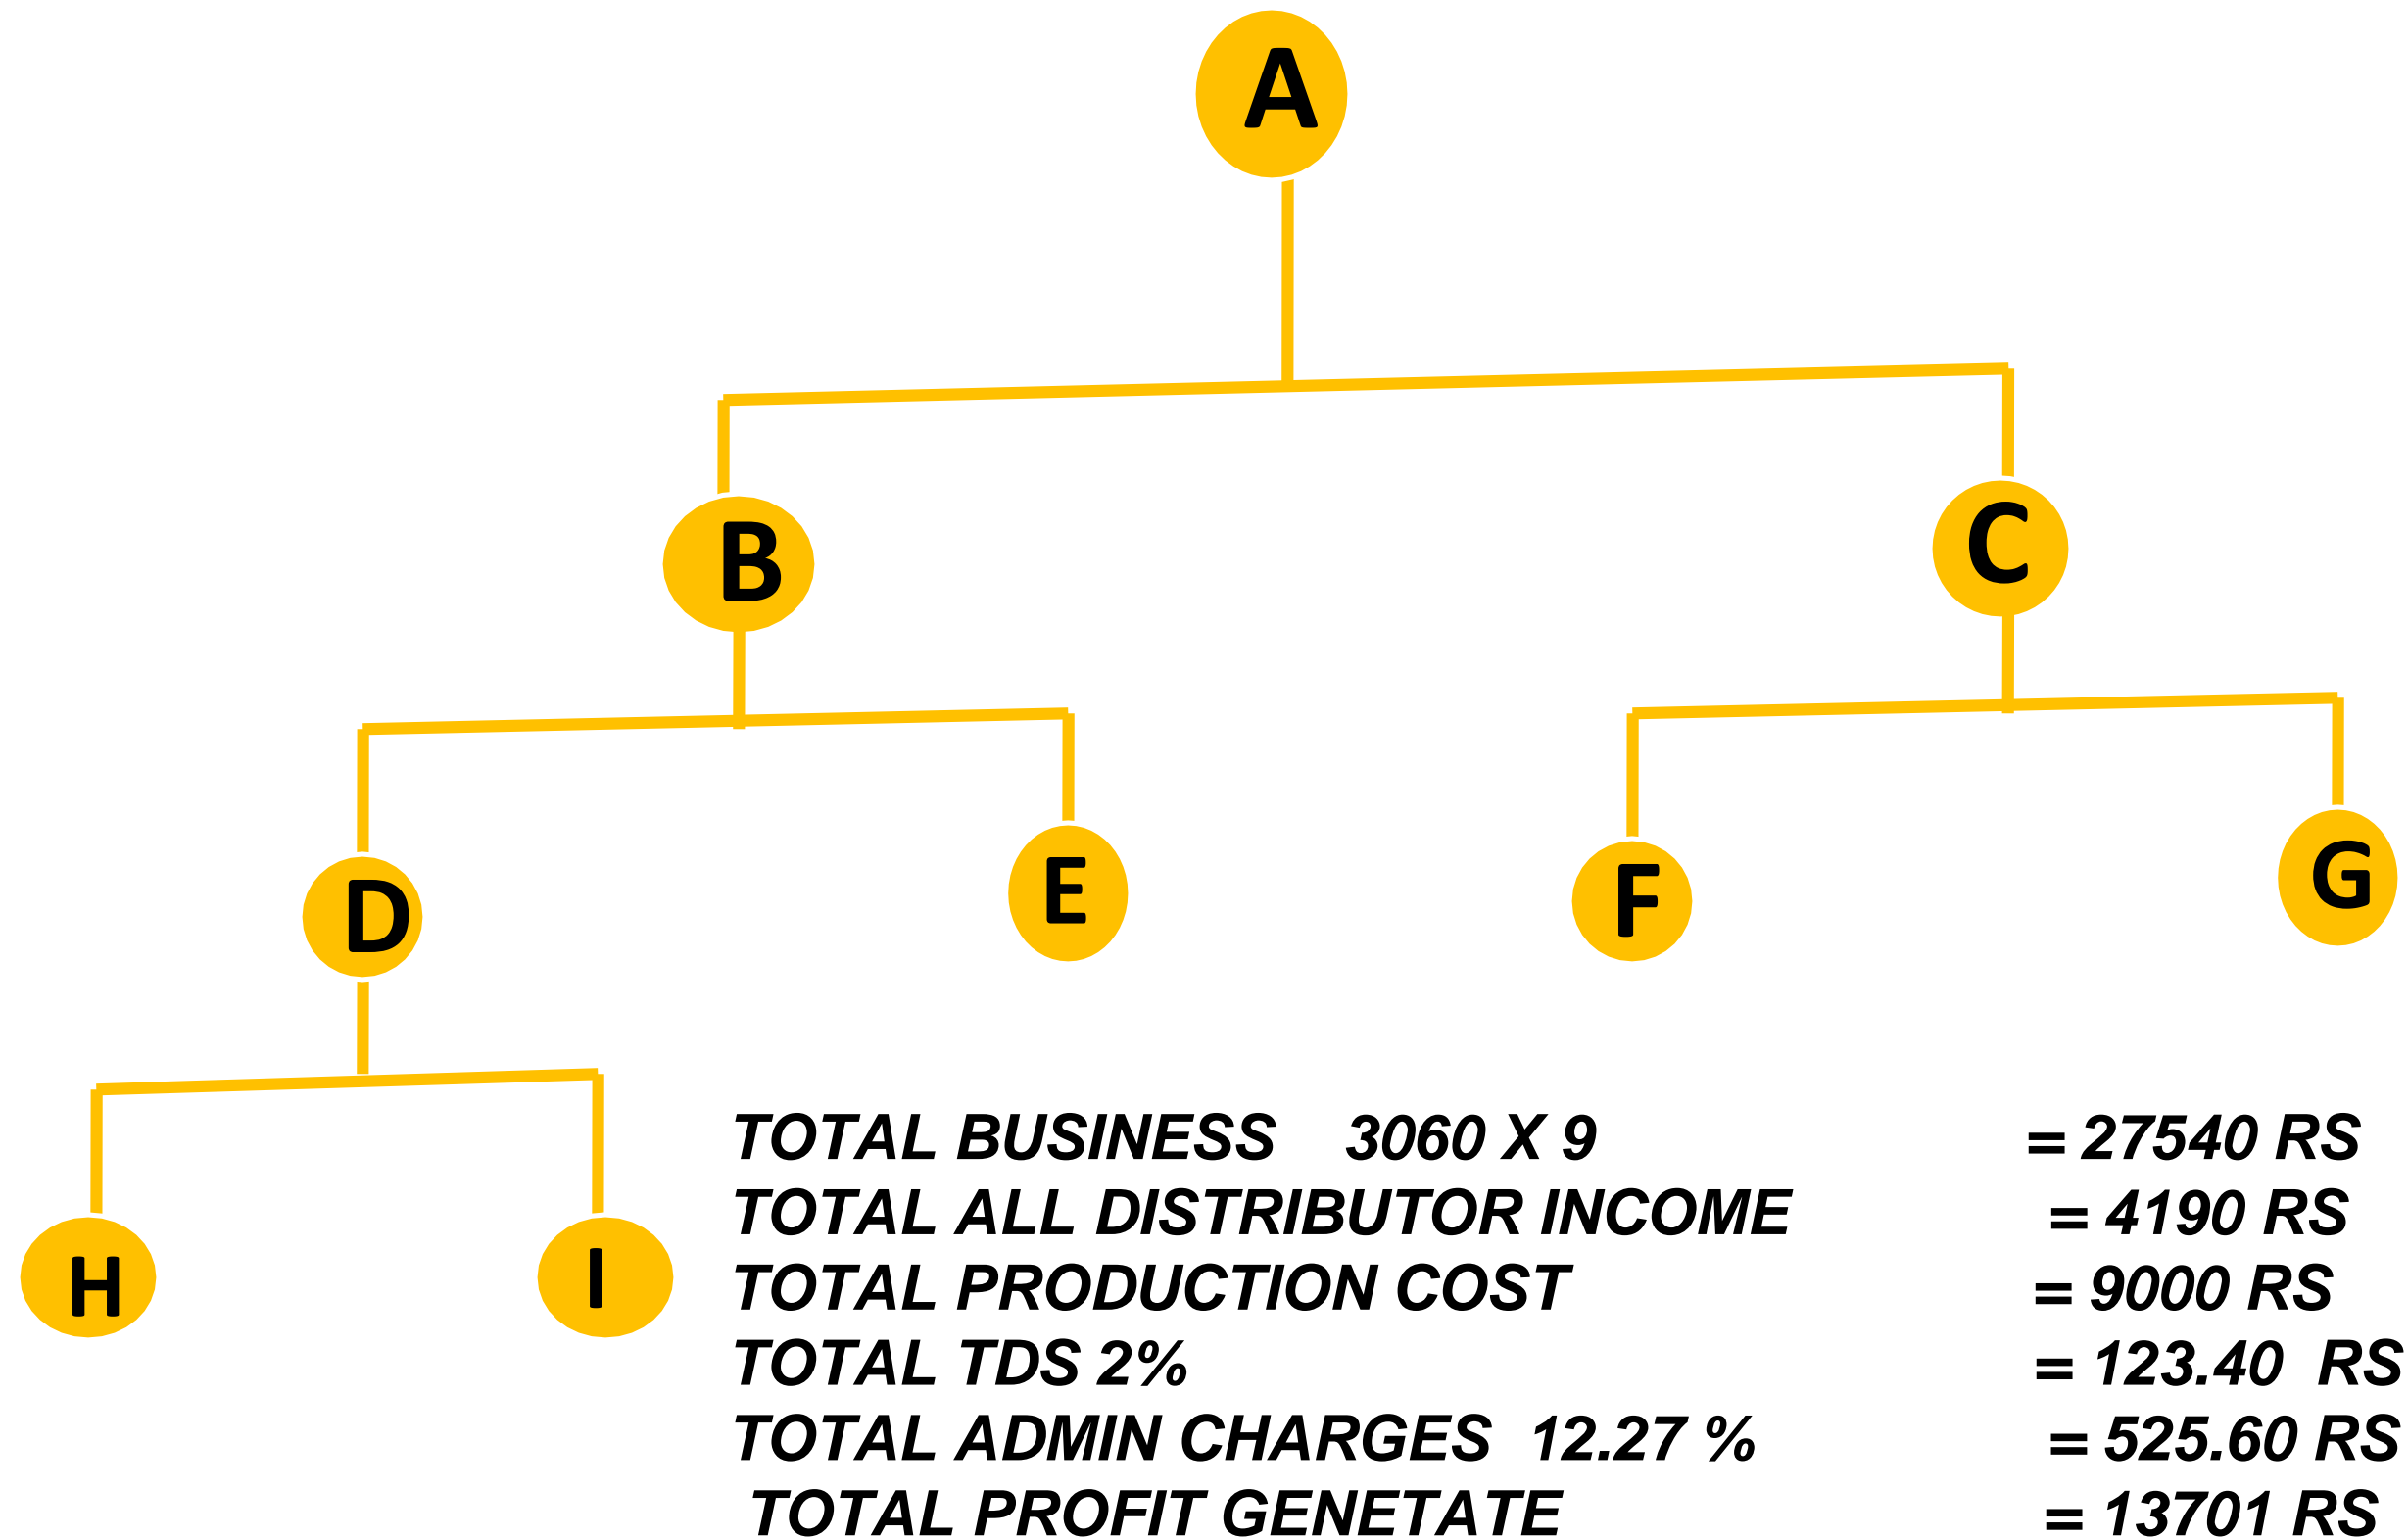 A
B
C
D
E
F
G
H
I
TOTAL BUSINESS 3060 X 9 = 27540 RS
TOTAL ALL DISTRIBUTOR INCOME = 4190 RS
TOTAL PRODUCTION COST = 9000 RS
TOTAL TDS 2% = 123.40 RS
TOTAL ADMIN CHARGES 12.27% = 525.60 RS
TOTAL PROFIT GENETATE = 13701 RS